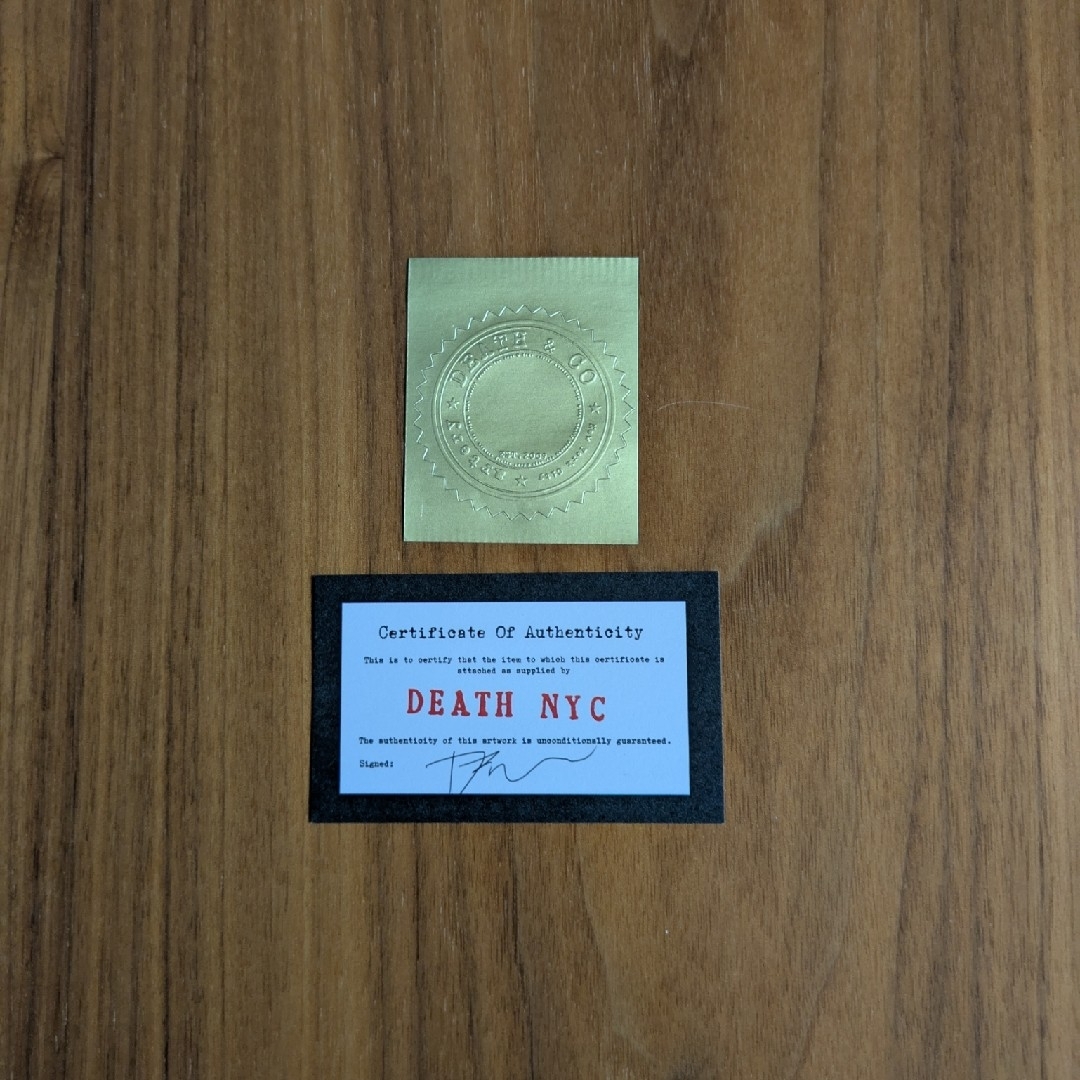 DEATH & CO
Certificate Of Authenticity
This is to certify that the item to which this certificate is
attached as supplied by
DEATH NYC
The authenticity of this artwork is unconditionally guaranteed.
Signed: